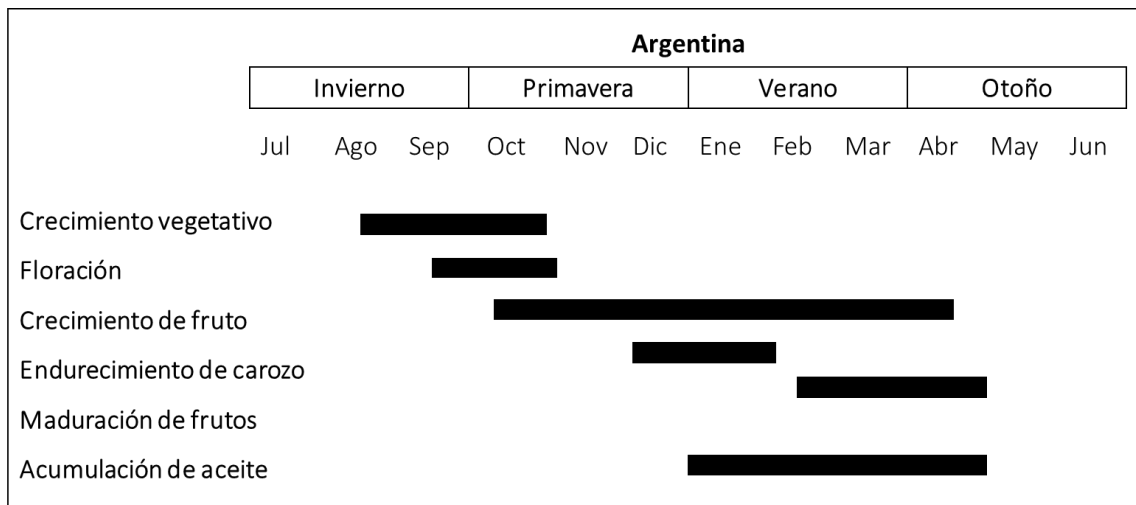 Argentina
Invierno Primavera Verano Otoño
Jul Ago Sep Oct Nov Dic Ene Feb Mar Abr May Jun
Crecimiento vegetativo
Floración
Crecimiento de fruto
Endurecimiento de carozo
Maduración de frutos
Acumulación de aceite